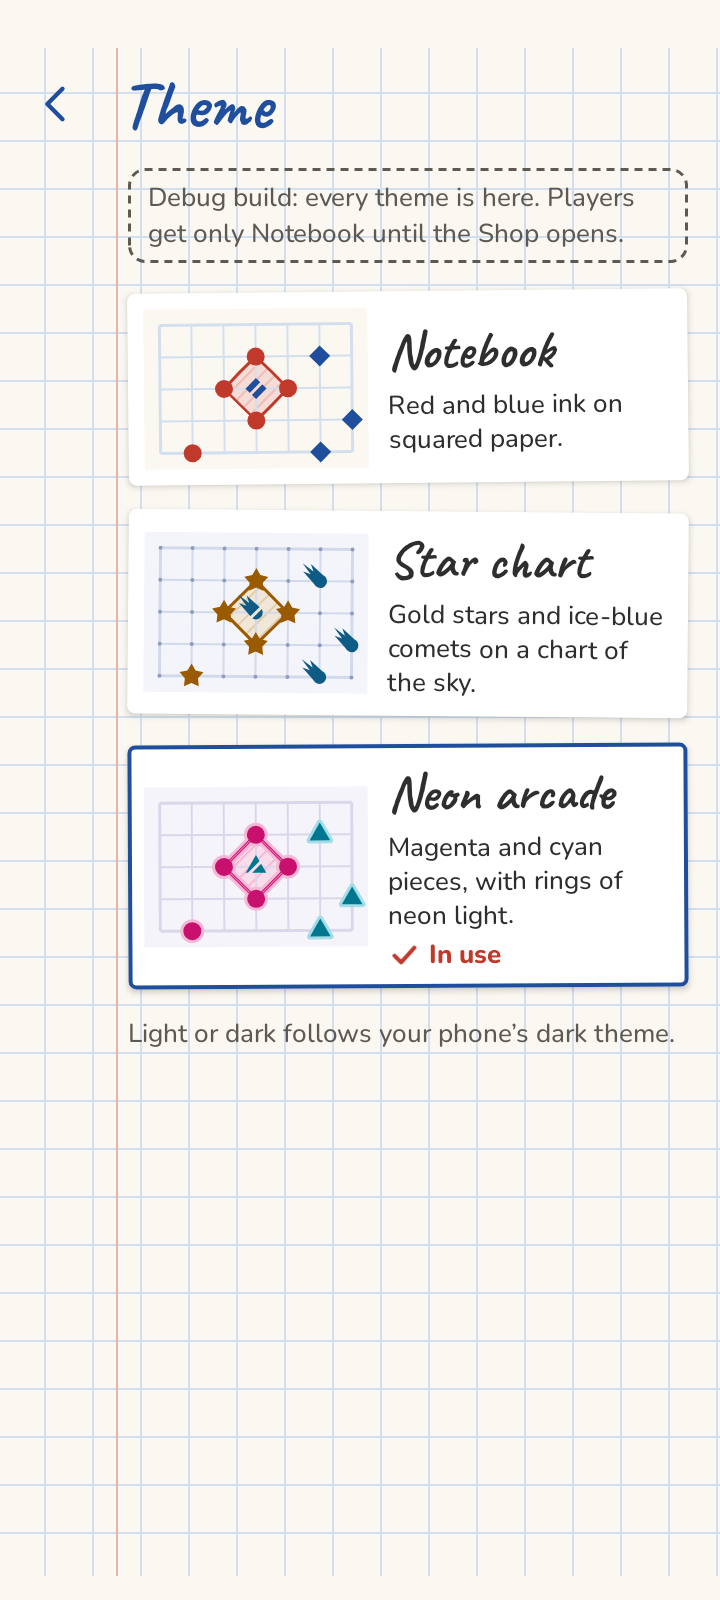 Theme
Debug build: every theme is here. Players
get only Notebook until the Shop opens.
Notebook
Red and blue ink on
squared paper.
Star chart
Gold stars and ice-blue
comets on a chart of
the sky.
Neon arcade
Magenta and cyan
pieces, with rings of
neon light.
In use
Light or dark follows your phone’s dark theme.